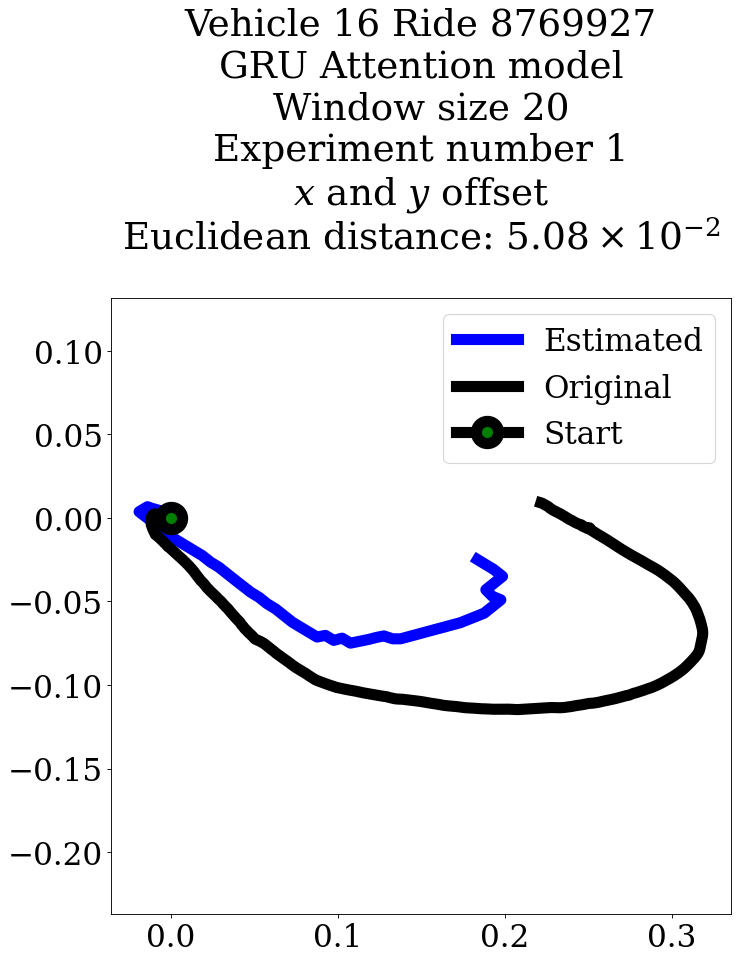 Vehicle 16 Ride 8769927
GRU Attention model
Window size 20
Experiment number 1
x and y offset
Euclidean distance: 5.08 × 10⁻²
Estimated
Original
Start
0.10
0.05
0.00
−0.05
−0.10
−0.15
−0.20
0.0 0.1 0.2 0.3